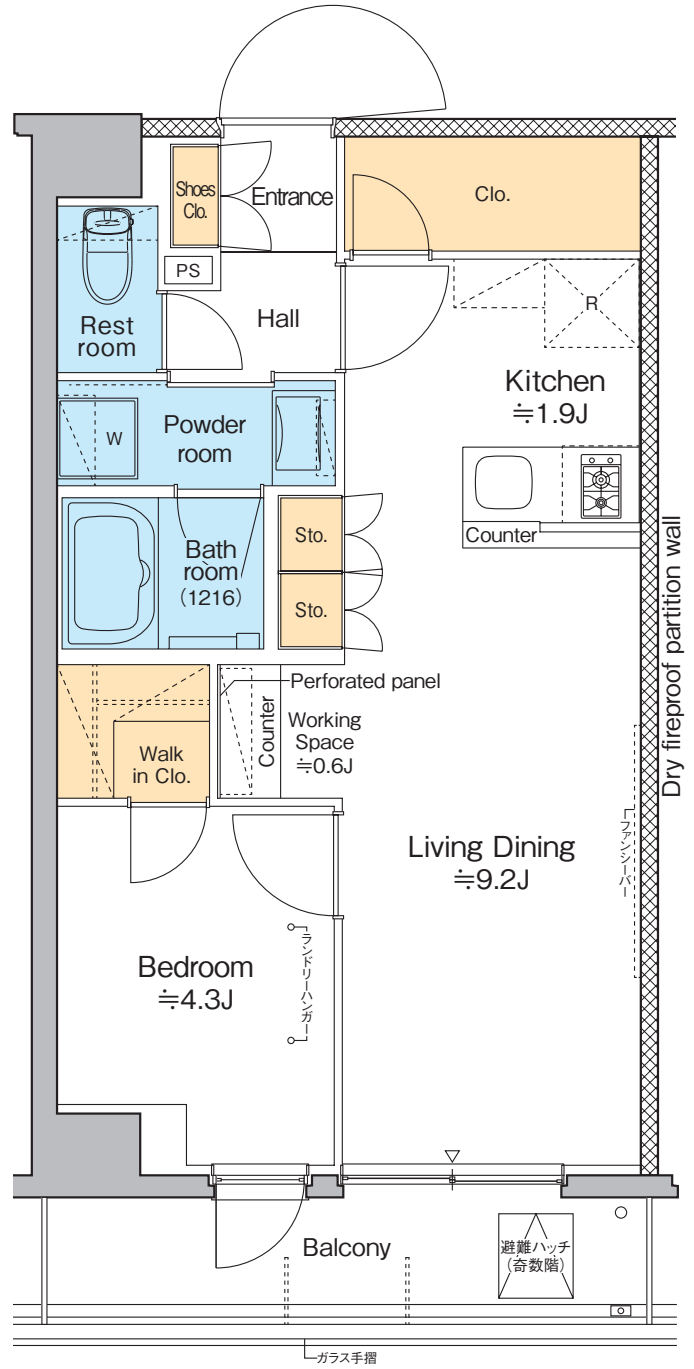 Shoes
Clo.
Entrance
Clo.
PS
Rest
room
Hall
R
Kitchen
≒1.9J
W
Powder
room
Counter
Bath
room
(1216)
Sto.
Sto.
Dry fireproof partition wall
Perforated panel
Counter
Working
Space
≒0.6J
Walk
in Clo.
Living Dining
≒9.2J
ファンシーバー
Bedroom
≒4.3J
ランドリーハンガー
Balcony
避難ハッチ
(奇数階)
ガラス手摺